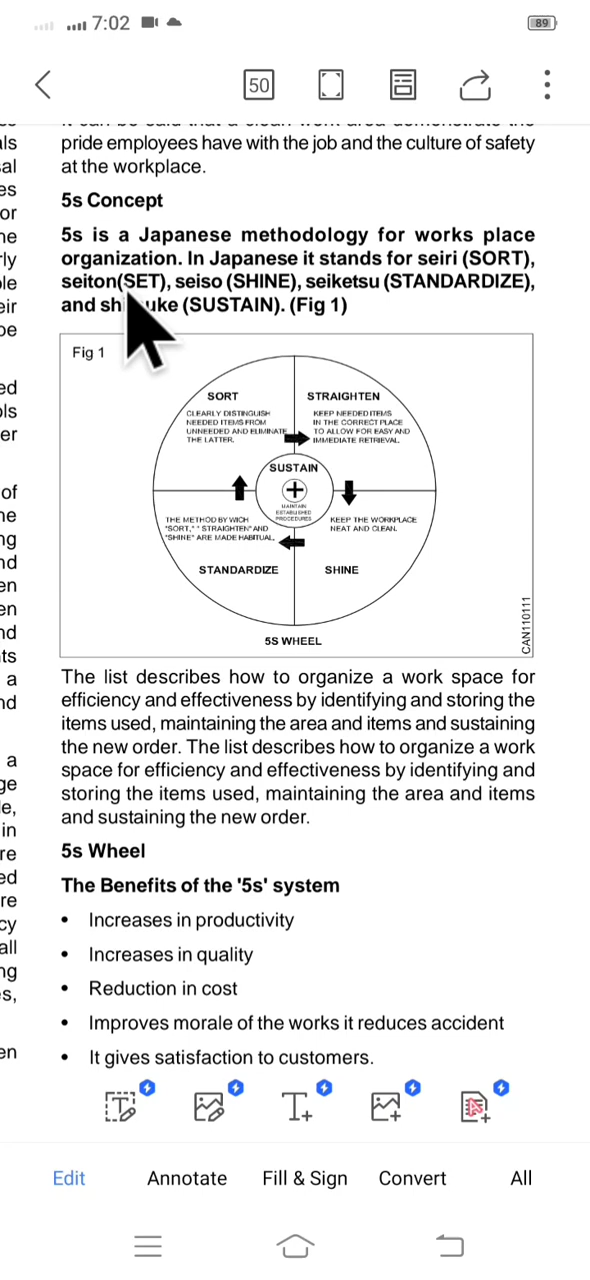 7:02
89
50
pride employees have with the job and the culture of safety
at the workplace.
5s Concept
5s is a Japanese methodology for works place
organization. In Japanese it stands for seiri (SORT),
seiton(SET), seiso (SHINE), seiketsu (STANDARDIZE),
and sh uke (SUSTAIN). (Fig 1)
Fig 1
SORT
CLEARLY DISTINGUISH
NEEDED ITEMS FROM
UNNEEDED AND ELIMINATE
THE LATTER.
STRAIGHTEN
KEEP NEEDED ITEMS
IN THE CORRECT PLACE
TO ALLOW FOR EASY AND
IMMEDIATE RETRIEVAL.
SUSTAIN
MAINTAIN
ESTABLISHED
PROCEDURES
THE METHOD BY WICH
"SORT," " STRAIGHTEN" AND
"SHINE" ARE MADE HABITUAL.
KEEP THE WORKPLACE
NEAT AND CLEAN.
STANDARDIZE
SHINE
5S WHEEL
CAN110111
The list describes how to organize a work space for
efficiency and effectiveness by identifying and storing the
items used, maintaining the area and items and sustaining
the new order. The list describes how to organize a work
space for efficiency and effectiveness by identifying and
storing the items used, maintaining the area and items
and sustaining the new order.
5s Wheel
The Benefits of the '5s' system
• Increases in productivity
• Increases in quality
• Reduction in cost
• Improves morale of the works it reduces accident
• It gives satisfaction to customers.
Edit Annotate Fill & Sign Convert All